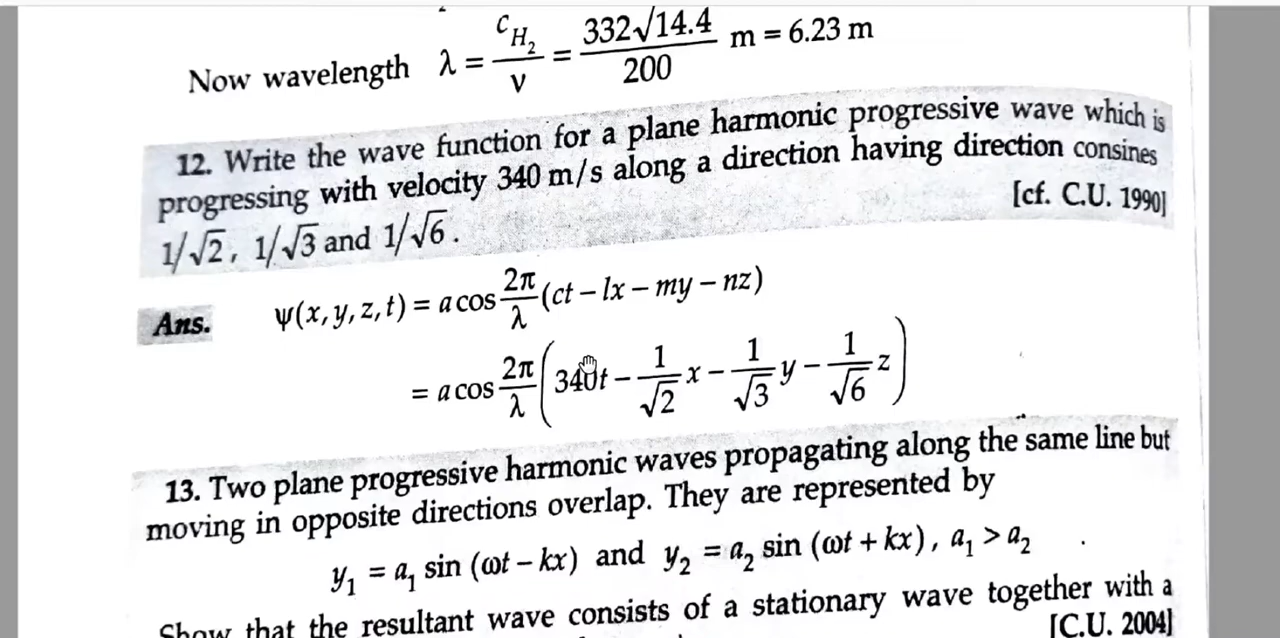 Now wavelength λ = C_H₂/ν = 332√14.4/200 m = 6.23 m
12. Write the wave function for a plane harmonic progressive wave which is
progressing with velocity 340 m/s along a direction having direction consines
1/√2, 1/√3 and 1/√6. [cf. C.U. 1990]
Ans. ψ(x, y, z, t) = a cos 2π/λ (ct – lx – my – nz)
= a cos 2π/λ (340t – 1/√2 x – 1/√3 y – 1/√6 z)
13. Two plane progressive harmonic waves propagating along the same line but
moving in opposite directions overlap. They are represented by
y₁ = a₁ sin (ωt – kx) and y₂ = a₂ sin (ωt + kx), a₁ > a₂
Show that the resultant wave consists of a stationary wave together with a
[C.U. 2004]